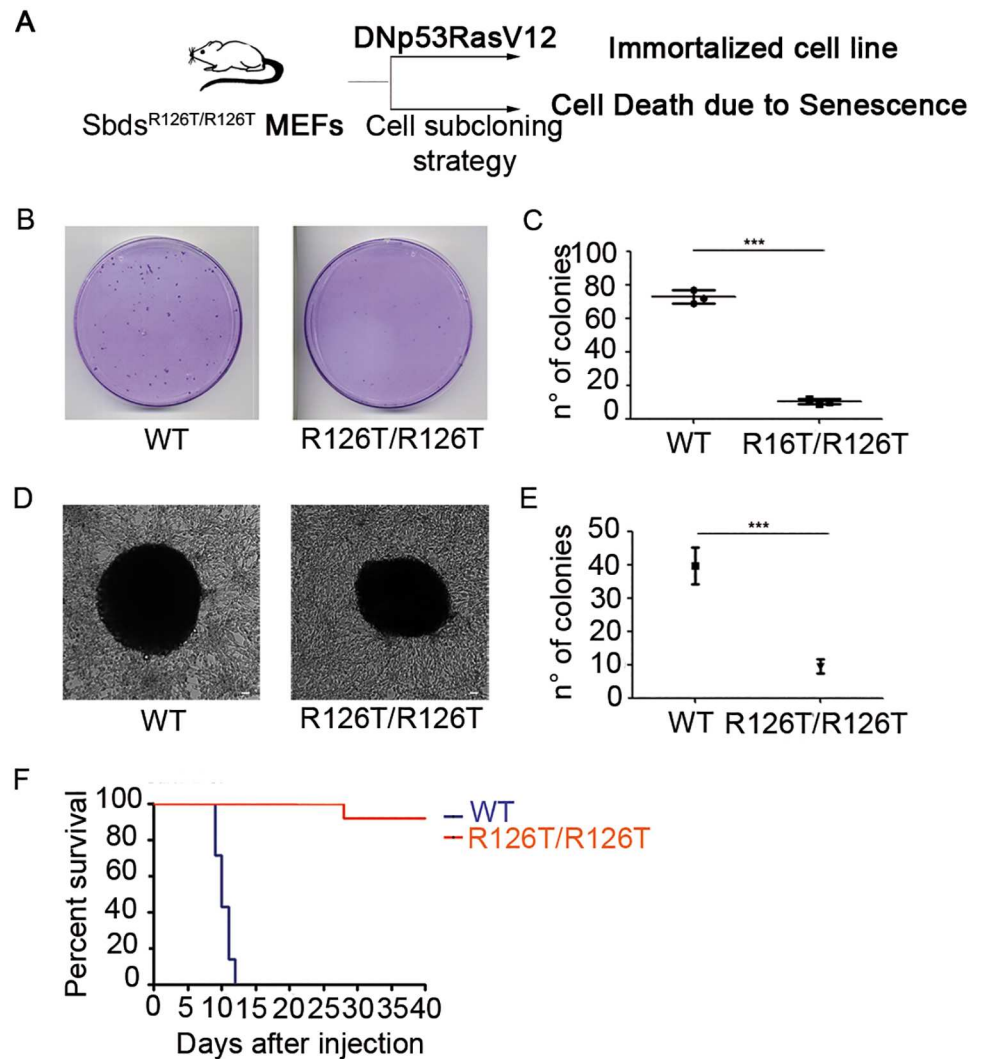 A
DNp53RasV12
Immortalized cell line
Sbds^R126T/R126T MEFs
Cell subcloning
strategy
Cell Death due to Senescence
B
WT
R126T/R126T
C
n° of colonies
100
80
60
40
20
0
***
WT
R16T/R126T
D
WT
R126T/R126T
E
n° of colonies
50
40
30
20
10
0
***
WT
R126T/R126T
F
Percent survival
100
80
60
40
20
0
0 5 10 15 20 25 30 35 40
Days after injection
WT
R126T/R126T